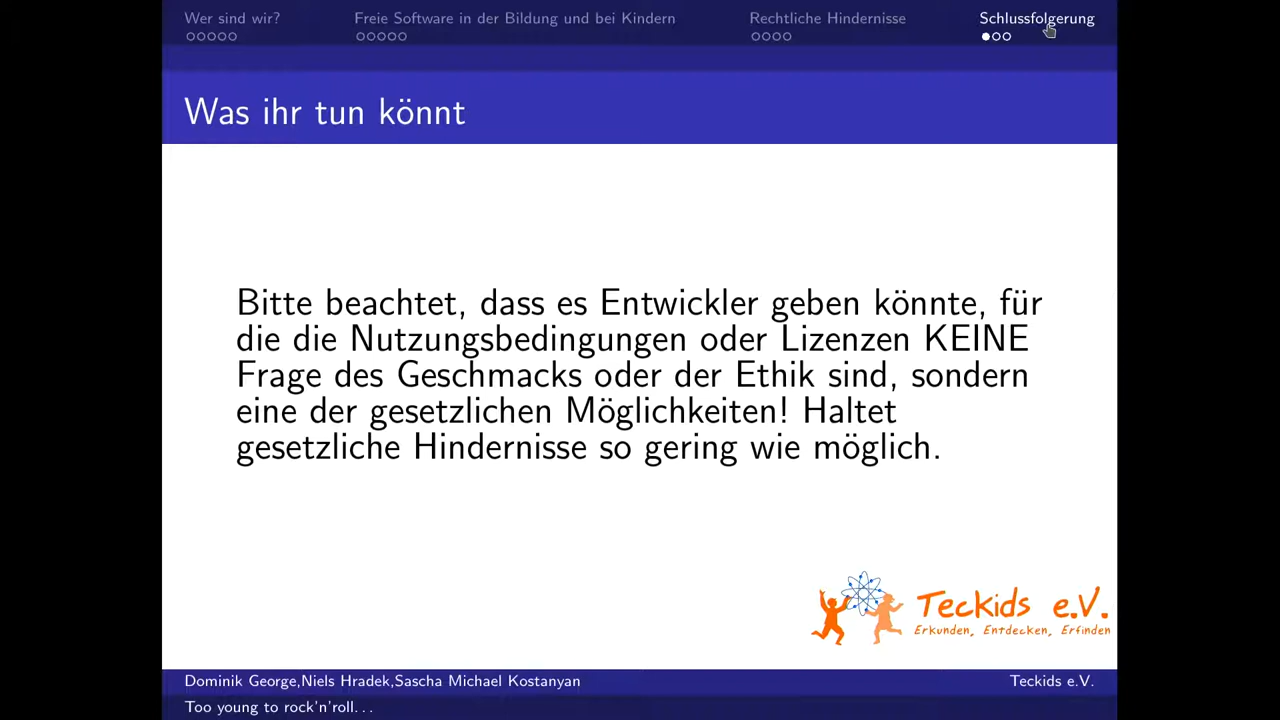 Wer sind wir? Freie Software in der Bildung und bei Kindern Rechtliche Hindernisse Schlussfolgerung
Was ihr tun könnt
Bitte beachtet, dass es Entwickler geben könnte, für
die die Nutzungsbedingungen oder Lizenzen KEINE
Frage des Geschmacks oder der Ethik sind, sondern
eine der gesetzlichen Möglichkeiten! Haltet
gesetzliche Hindernisse so gering wie möglich.
Teckids e.V.
Erkunden, Entdecken, Erfinden
Dominik George,Niels Hradek,Sascha Michael Kostanyan Teckids e.V.
Too young to rock'n'roll...